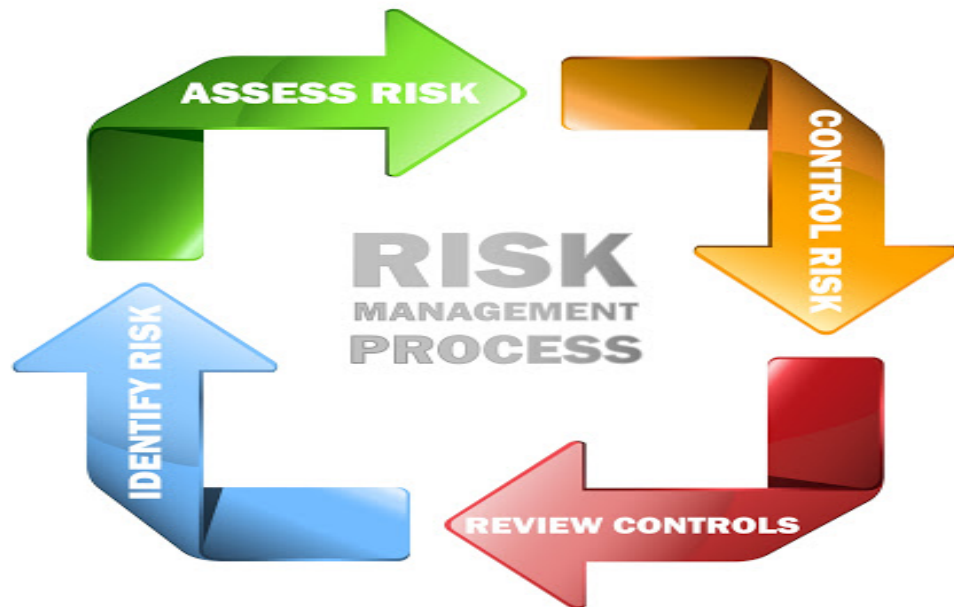 ASSESS RISK
CONTROL RISK
RISK
MANAGEMENT
PROCESS
IDENTIFY RISK
REVIEW CONTROLS